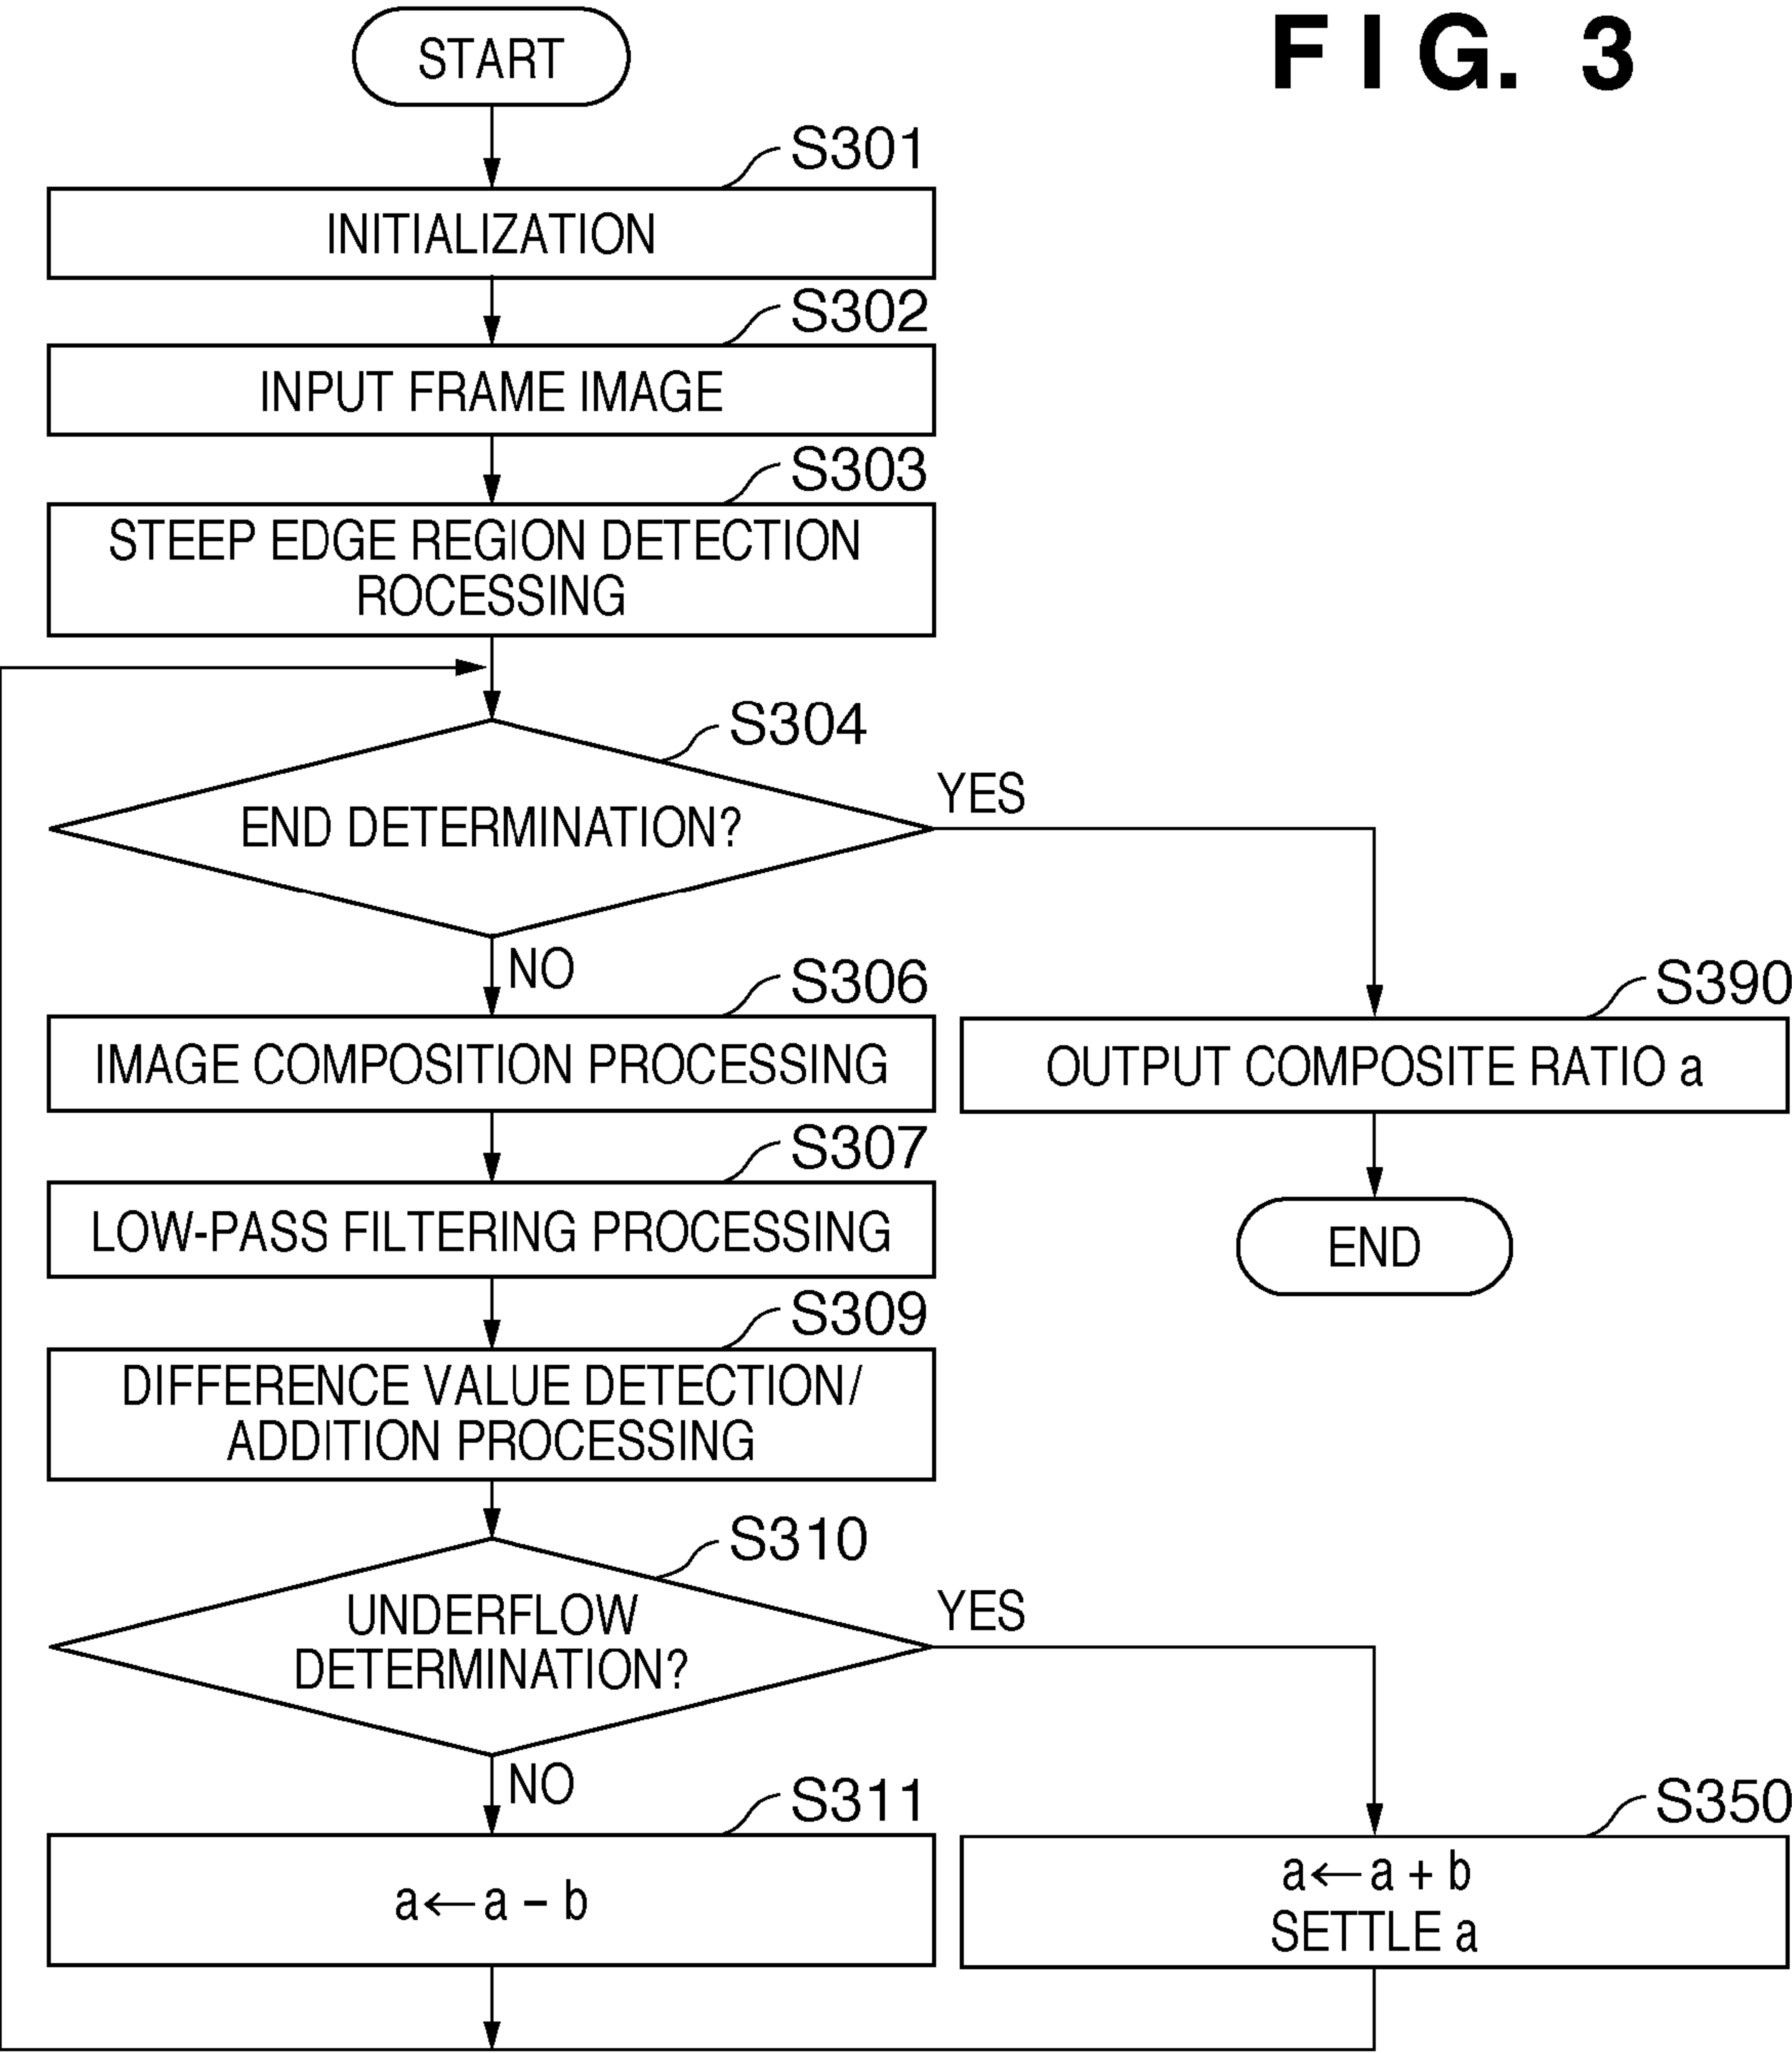 FIG. 3
START
S301
INITIALIZATION
S302
INPUT FRAME IMAGE
S303
STEEP EDGE REGION DETECTION
ROCESSING
S304
END DETERMINATION?
YES
NO
S306
IMAGE COMPOSITION PROCESSING
S390
OUTPUT COMPOSITE RATIO a
S307
LOW-PASS FILTERING PROCESSING
END
S309
DIFFERENCE VALUE DETECTION/
ADDITION PROCESSING
S310
UNDERFLOW
DETERMINATION?
YES
NO
S311
a←a − b
S350
a←a + b
SETTLE a